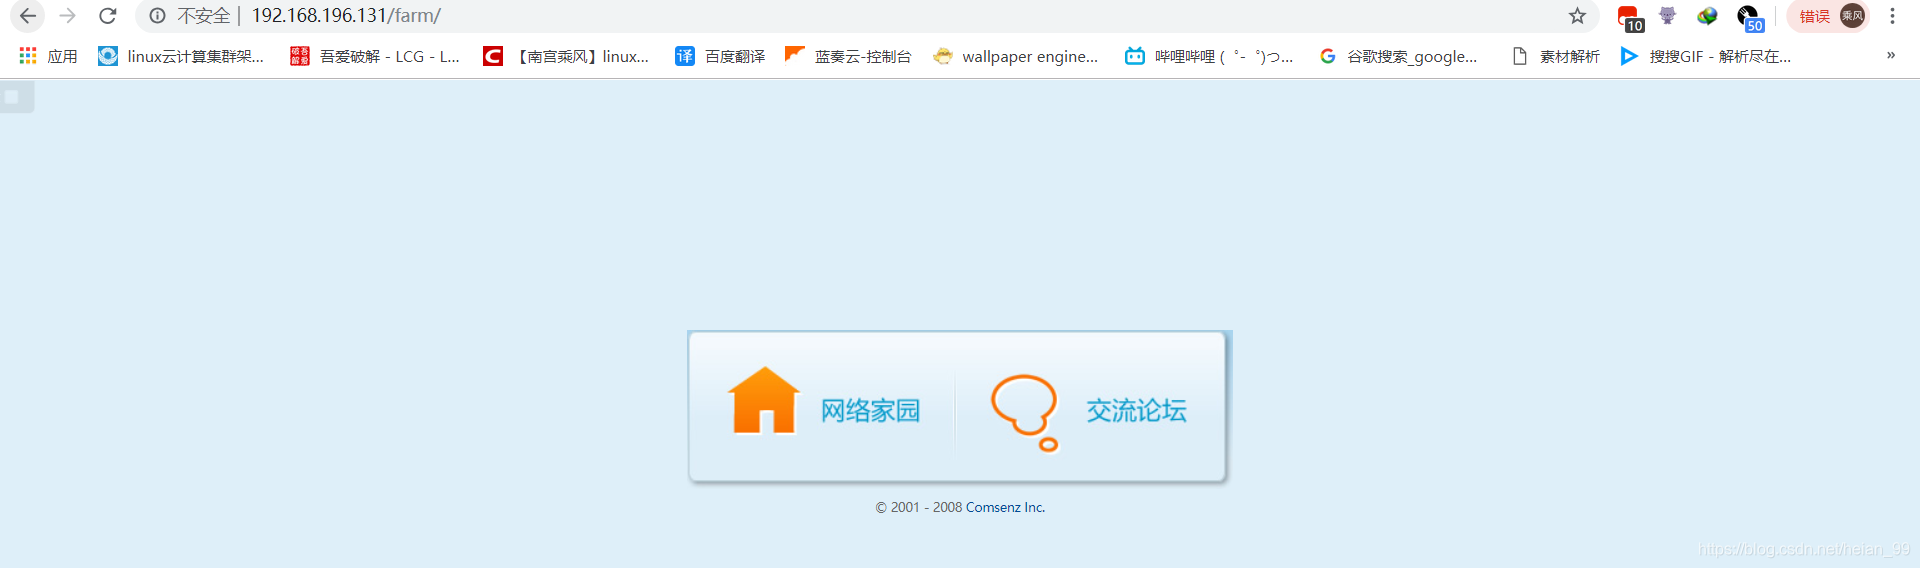 不安全 | 192.168.196.131/farm/ 10 50 错误 乘风
应用 linux云计算集群架... 破解 吾爱 吾爱破解 - LCG - L... C 【南宫乘风】linux... 译 百度翻译 蓝奏云-控制台 wallpaper engine... 哔哩哔哩 ( ゜- ゜)つ... G 谷歌搜索_google... 素材解析 搜搜GIF - 解析尽在... »
网络家园 交流论坛
© 2001 - 2008 Comsenz Inc.
https://blog.csdn.net/heian_99